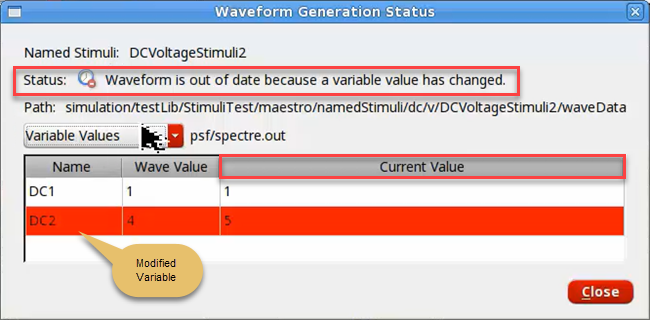 Waveform Generation Status
Named Stimuli: DCVoltageStimuli2
Status: Waveform is out of date because a variable value has changed.
Path: simulation/testLib/StimuliTest/maestro/namedStimuli/dc/v/DCVoltageStimuli2/waveData
Variable Values psf/spectre.out
Name Wave Value Current Value
DC1 1 1
DC2 4 5
Modified
Variable
Close